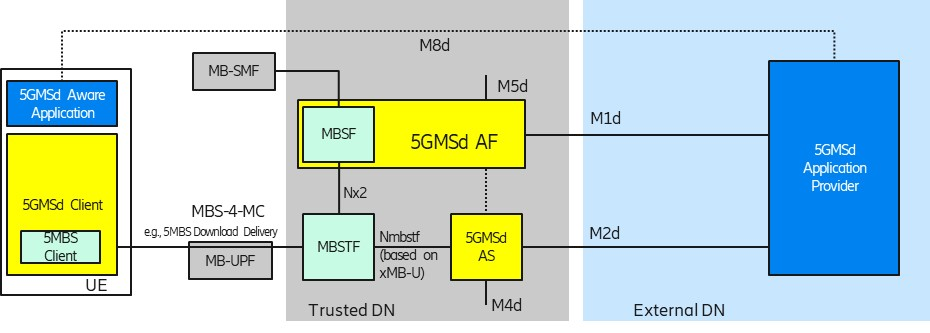 M8d
MB-SMF
M5d
5GMSd Aware
Application
MBSF
5GMSd AF
M1d
5GMSd
Application
Provider
5GMSd Client
Nx2
MBS-4-MC
e.g., 5MBS Download Delivery
5MBS
Client
MB-UPF
MBSTF
Nmbstf
(based on
xMB-U)
5GMSd
AS
M2d
UE
M4d
Trusted DN
External DN